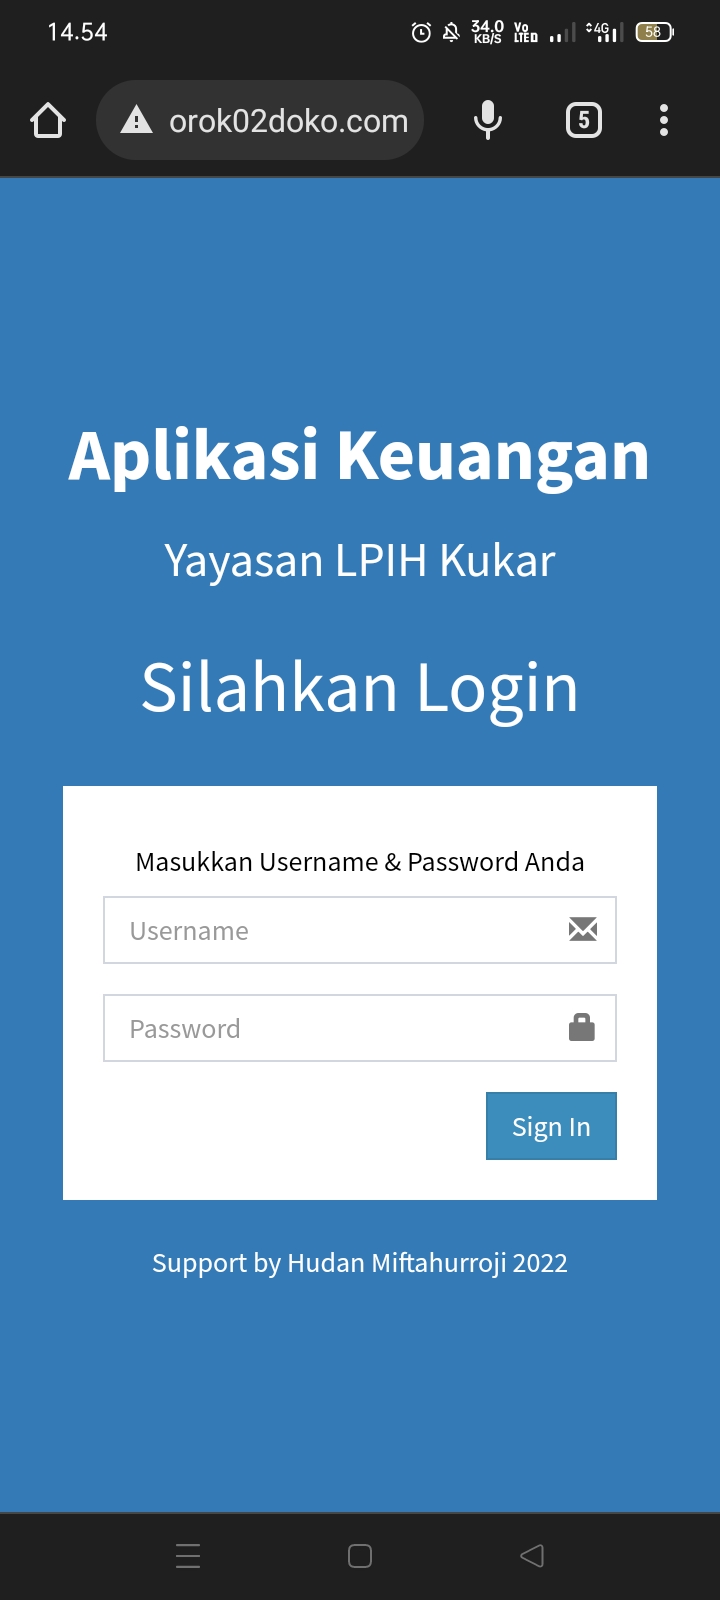 14.54
34.0
KB/S
Vo
LTE
4G
58
orok02doko.com
5
Aplikasi Keuangan
Yayasan LPIH Kukar
Silahkan Login
Masukkan Username & Password Anda
Username
Password
Sign In
Support by Hudan Miftahurroji 2022